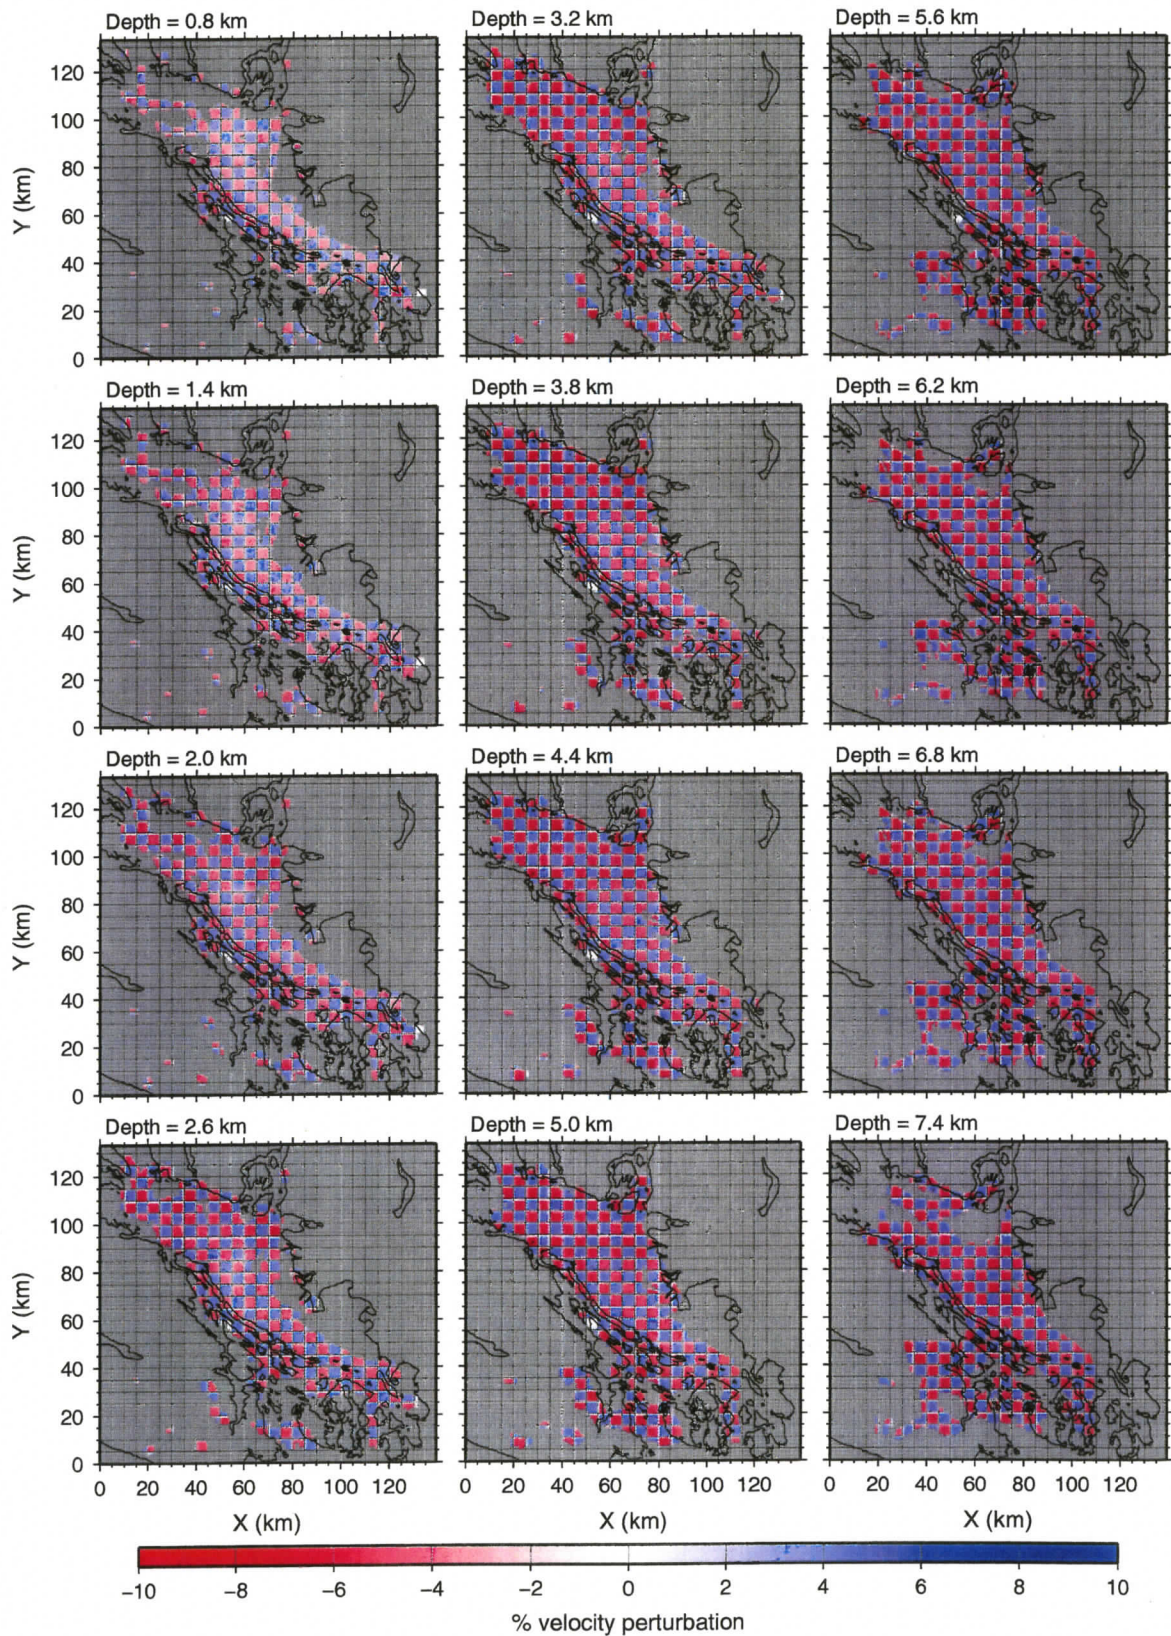 Depth = 0.8 km
Depth = 3.2 km
Depth = 5.6 km
120
100
80
60
40
20
0
Y (km)
Depth = 1.4 km
Depth = 3.8 km
Depth = 6.2 km
120
100
80
60
40
20
0
Y (km)
Depth = 2.0 km
Depth = 4.4 km
Depth = 6.8 km
120
100
80
60
40
20
0
Y (km)
Depth = 2.6 km
Depth = 5.0 km
Depth = 7.4 km
120
100
80
60
40
20
0
Y (km)
0 20 40 60 80 100 120
0 20 40 60 80 100 120
0 20 40 60 80 100 120
X (km)
X (km)
X (km)
−10 −8 −6 −4 −2 0 2 4 6 8 10
% velocity perturbation